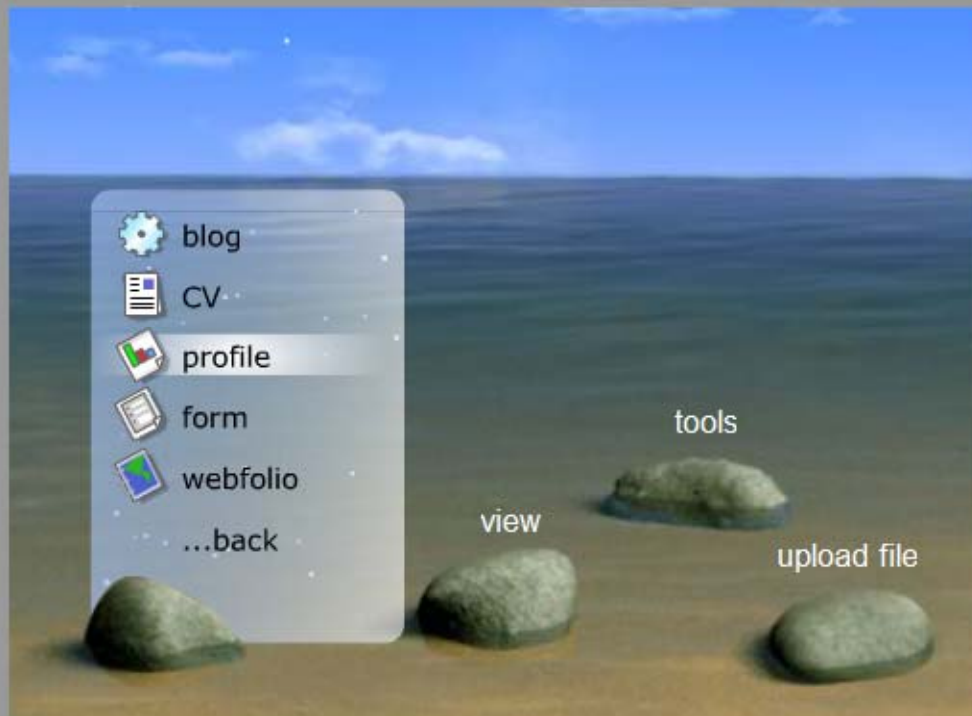 blog
CV
profile
form
webfolio
...back
view
tools
upload file